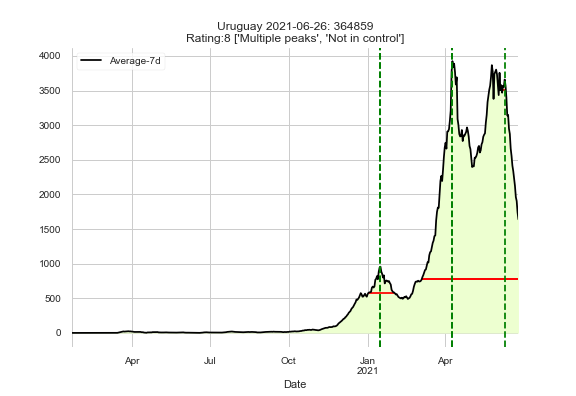 Uruguay 2021-06-26: 364859
Rating:8 ['Multiple peaks', 'Not in control']
Average-7d
4000
3500
3000
2500
2000
1500
1000
500
0
Apr Jul Oct Jan Apr
2021
Date